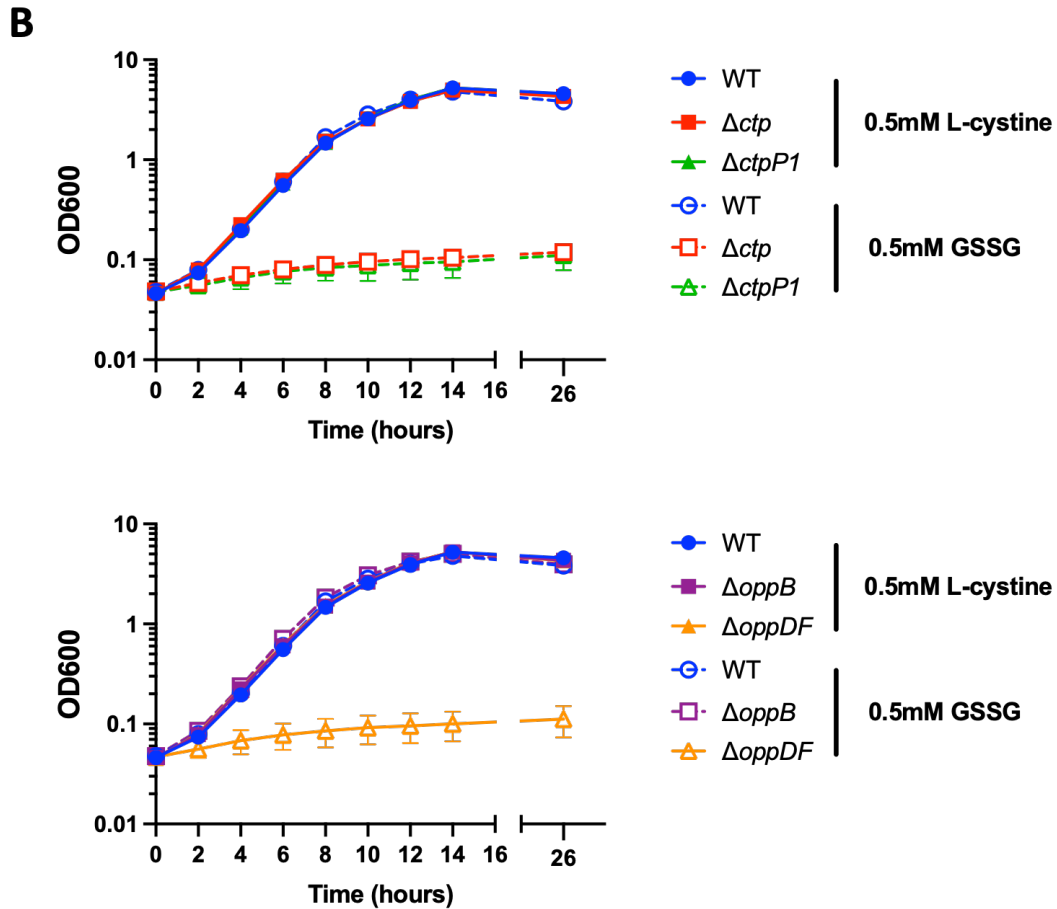 B
10
1
0.1
0.01
OD600
0 2 4 6 8 10 12 14 16 26
Time (hours)
WT
Δctp
ΔctpP1
0.5mM L-cystine
WT
Δctp
ΔctpP1
0.5mM GSSG
10
1
0.1
0.01
OD600
0 2 4 6 8 10 12 14 16 26
Time (hours)
WT
ΔoppB
ΔoppDF
0.5mM L-cystine
WT
ΔoppB
ΔoppDF
0.5mM GSSG